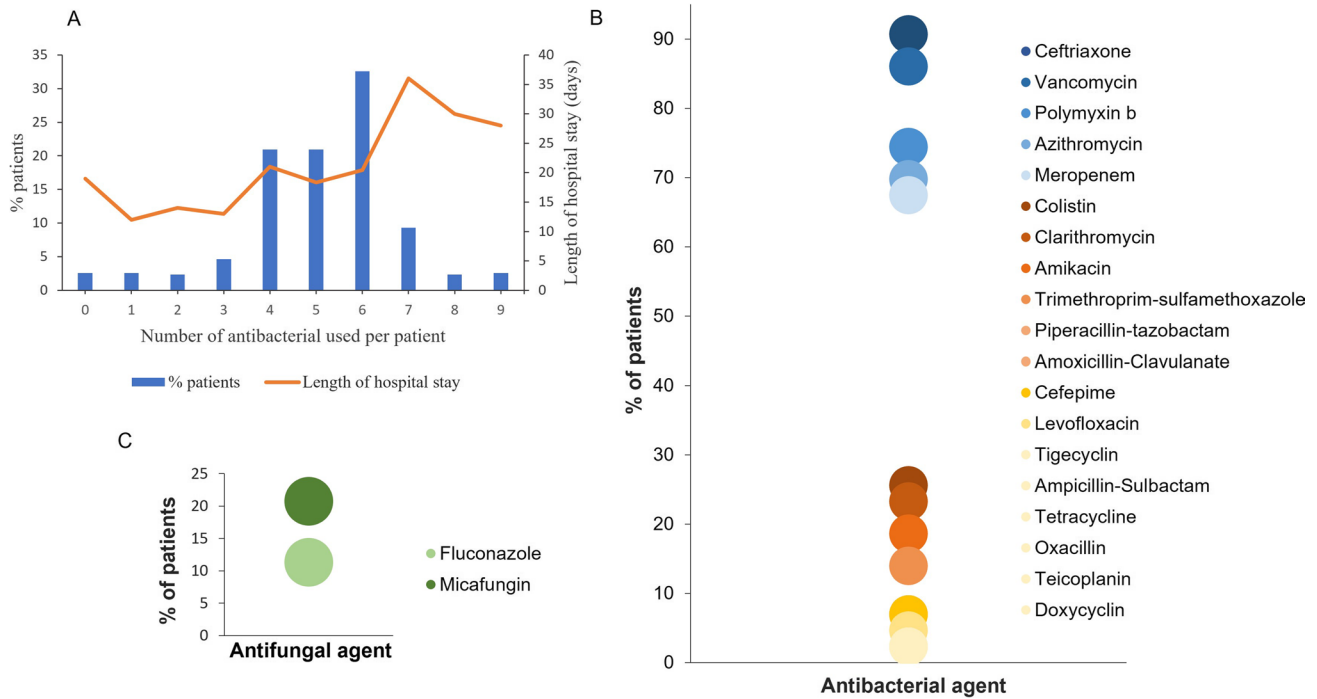 A
35
30
25
20
15
10
5
0
% patients
40
35
30
25
20
15
10
5
0
Length of hospital stay (days)
0 1 2 3 4 5 6 7 8 9
Number of antibacterial used per patient
% patients Length of hospital stay
B
90
80
70
60
50
40
30
20
10
0
% of patients
Antibacterial agent
Ceftriaxone
Vancomycin
Polymyxin b
Azithromycin
Meropenem
Colistin
Clarithromycin
Amikacin
Trimethroprim-sulfamethoxazole
Piperacillin-tazobactam
Amoxicillin-Clavulanate
Cefepime
Levofloxacin
Tigecyclin
Ampicillin-Sulbactam
Tetracycline
Oxacillin
Teicoplanin
Doxycyclin
C
25
20
15
10
5
0
% of patients
Antifungal agent
Fluconazole
Micafungin